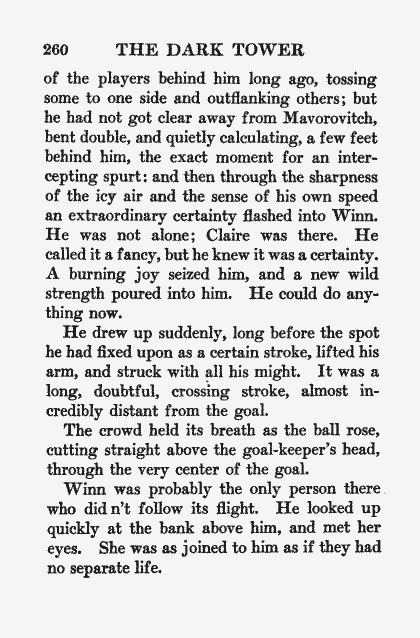 260 THE DARK TOWER
of the players behind him long ago, tossing
some to one side and outflanking others; but
he had not got clear away from Mavorovitch,
bent double, and quietly calculating, a few feet
behind him, the exact moment for an inter-
cepting spurt: and then through the sharpness
of the icy air and the sense of his own speed
an extraordinary certainty flashed into Winn.
He was not alone; Claire was there. He
called it a fancy, but he knew it was a certainty.
A burning joy seized him, and a new wild
strength poured into him. He could do any-
thing now.
He drew up suddenly, long before the spot
he had fixed upon as a certain stroke, lifted his
arm, and struck with all his might. It was a
long, doubtful, crossing stroke, almost in-
credibly distant from the goal.
The crowd held its breath as the ball rose,
cutting straight above the goal-keeper's head,
through the very center of the goal.
Winn was probably the only person there
who didn't follow its flight. He looked up
quickly at the bank above him, and met her
eyes. She was as joined to him as if they had
no separate life.